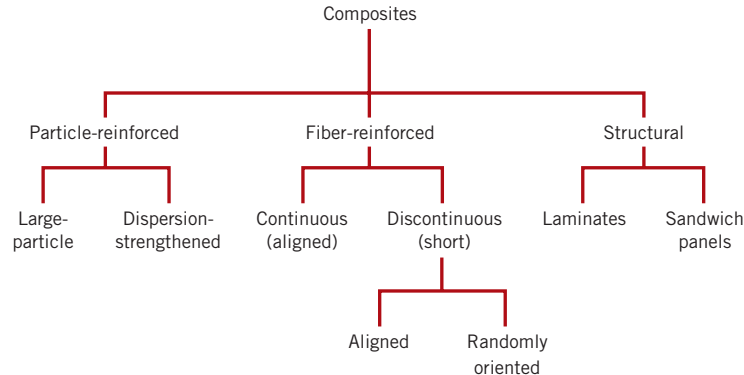 Composites
Particle-reinforced
Fiber-reinforced
Structural
Large-
particle
Dispersion-
strengthened
Continuous
(aligned)
Discontinuous
(short)
Laminates
Sandwich
panels
Aligned
Randomly
oriented